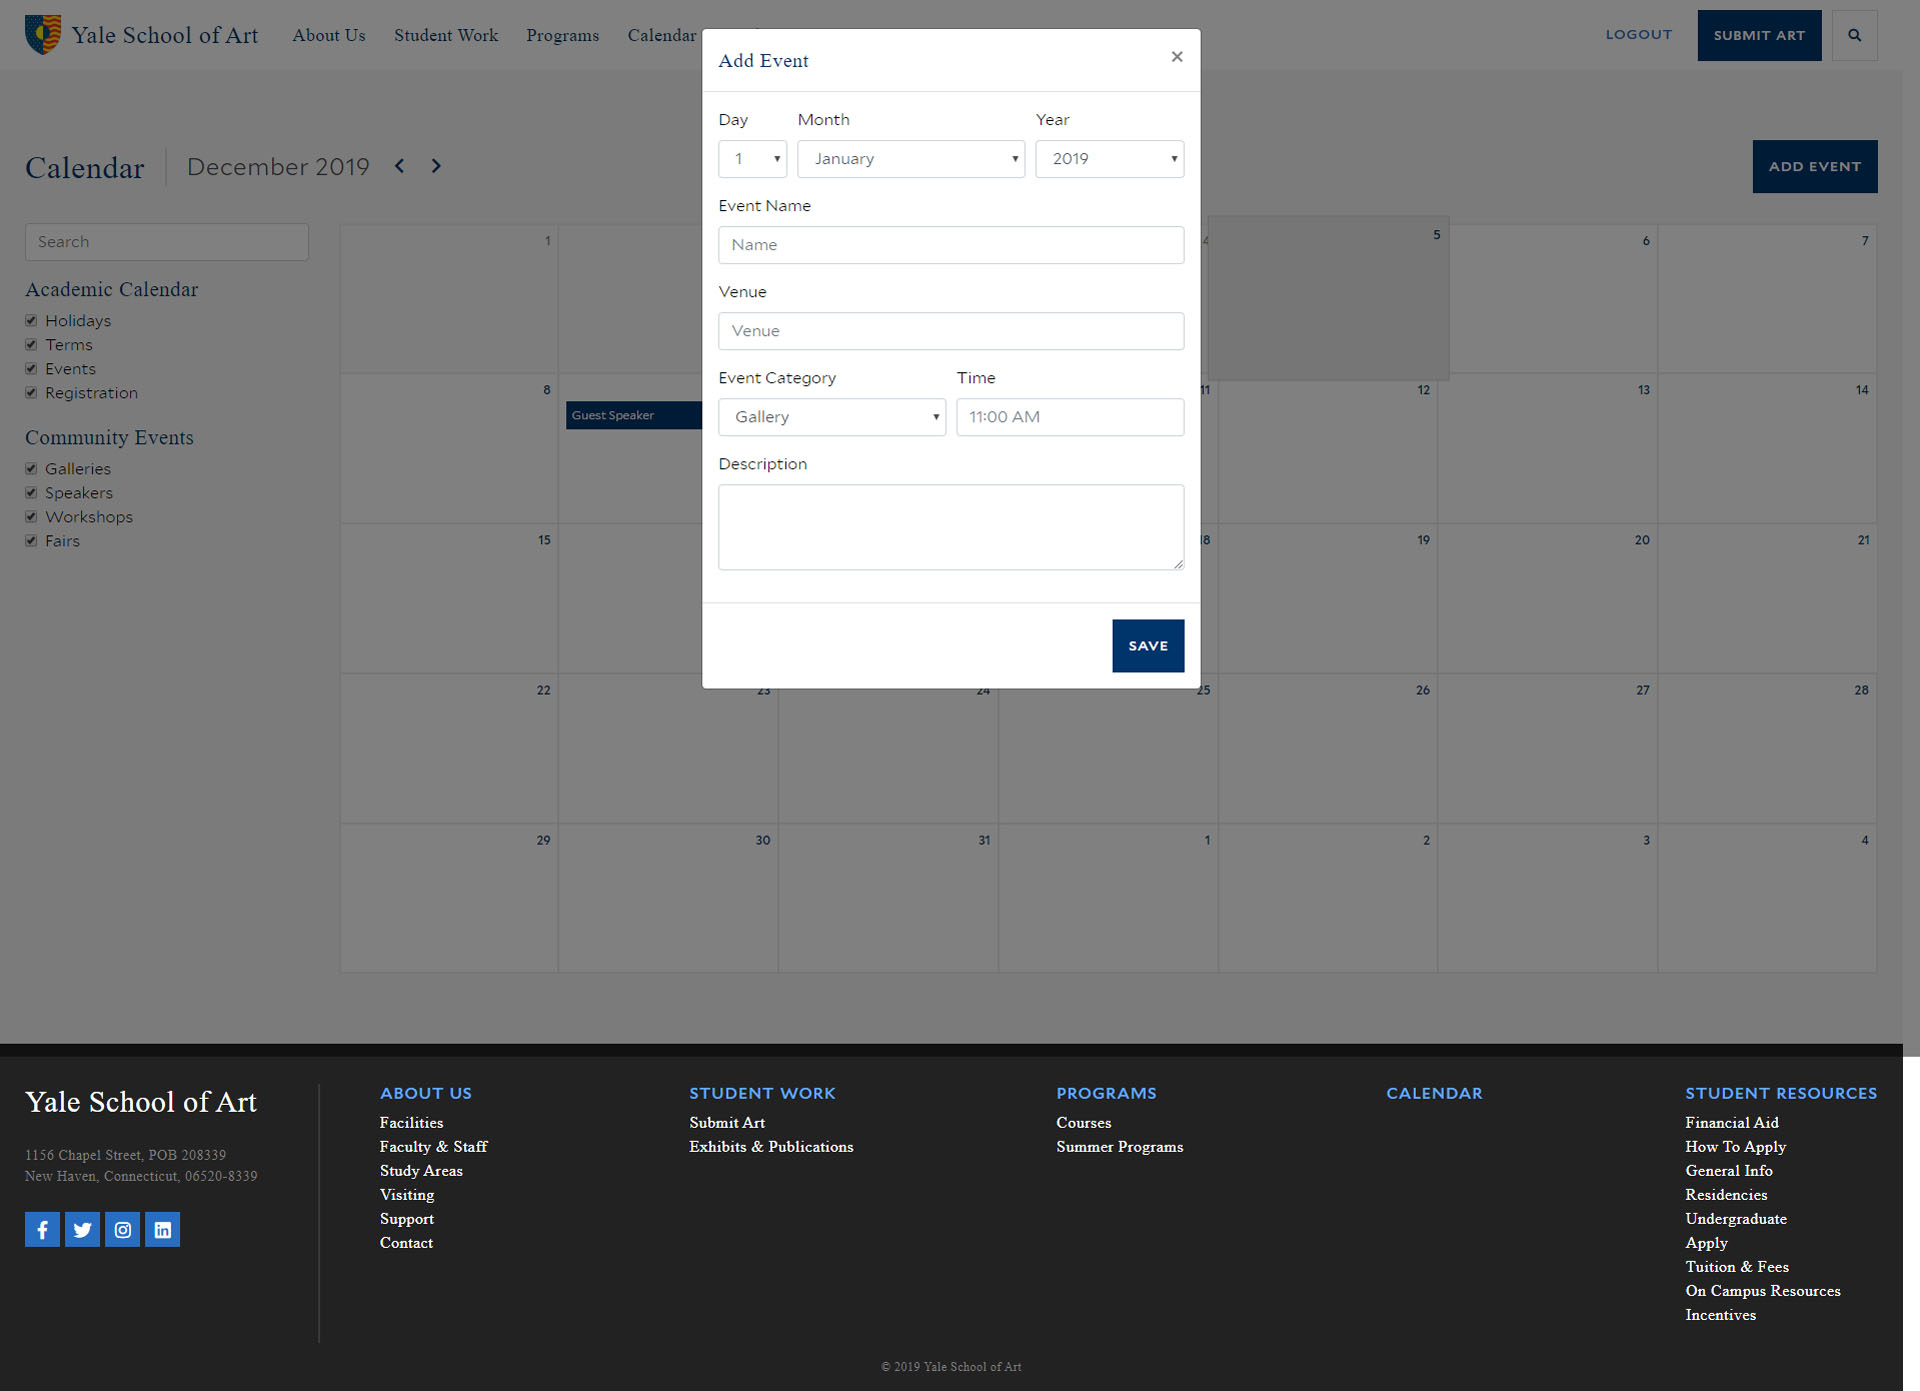 Yale School of Art
About Us
Student Work
Programs
Calendar
LOGOUT
SUBMIT ART
Add Event
×
Day
Month
Year
1
January
2019
Event Name
Name
Venue
Venue
Event Category
Time
Gallery
11:00 AM
Description
SAVE
Calendar
December 2019
ADD EVENT
Search
Academic Calendar
Holidays
Terms
Events
Registration
Community Events
Galleries
Speakers
Workshops
Fairs
1
4
5
6
7
8
Guest Speaker
11
12
13
14
15
18
19
20
21
22
23
24
25
26
27
28
29
30
31
1
2
3
4
Yale School of Art
1156 Chapel Street, POB 208339
New Haven, Connecticut, 06520-8339
ABOUT US
Facilities
Faculty & Staff
Study Areas
Visiting
Support
Contact
STUDENT WORK
Submit Art
Exhibits & Publications
PROGRAMS
Courses
Summer Programs
CALENDAR
STUDENT RESOURCES
Financial Aid
How To Apply
General Info
Residencies
Undergraduate
Apply
Tuition & Fees
On Campus Resources
Incentives
© 2019 Yale School of Art